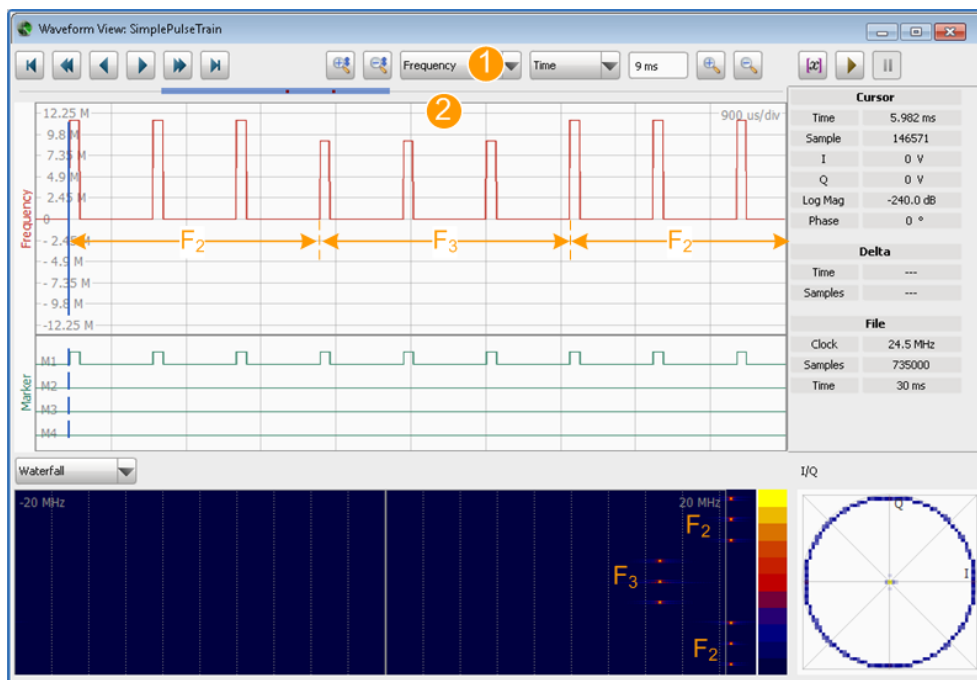 Waveform View: SimplePulseTrain
Frequency 1 Time 9 ms [x]
2
12.25 M 900 us/div
9.8 M
7.35 M
4.9 M
2.45 M
0
-2.45 M
- 4.9 M
- 7.35 M
- 9.8 M
-12.25 M
Frequency
F2 F3 F2
M1
M2
M3
M4
Marker
Cursor
Time 5.982 ms
Sample 146571
I 0 V
Q 0 V
Log Mag -240.0 dB
Phase 0 °
Delta
Time ---
Samples ---
File
Clock 24.5 MHz
Samples 735000
Time 30 ms
Waterfall
I/Q
-20 MHz 20 MHz
F2
F3
F2
Q
I